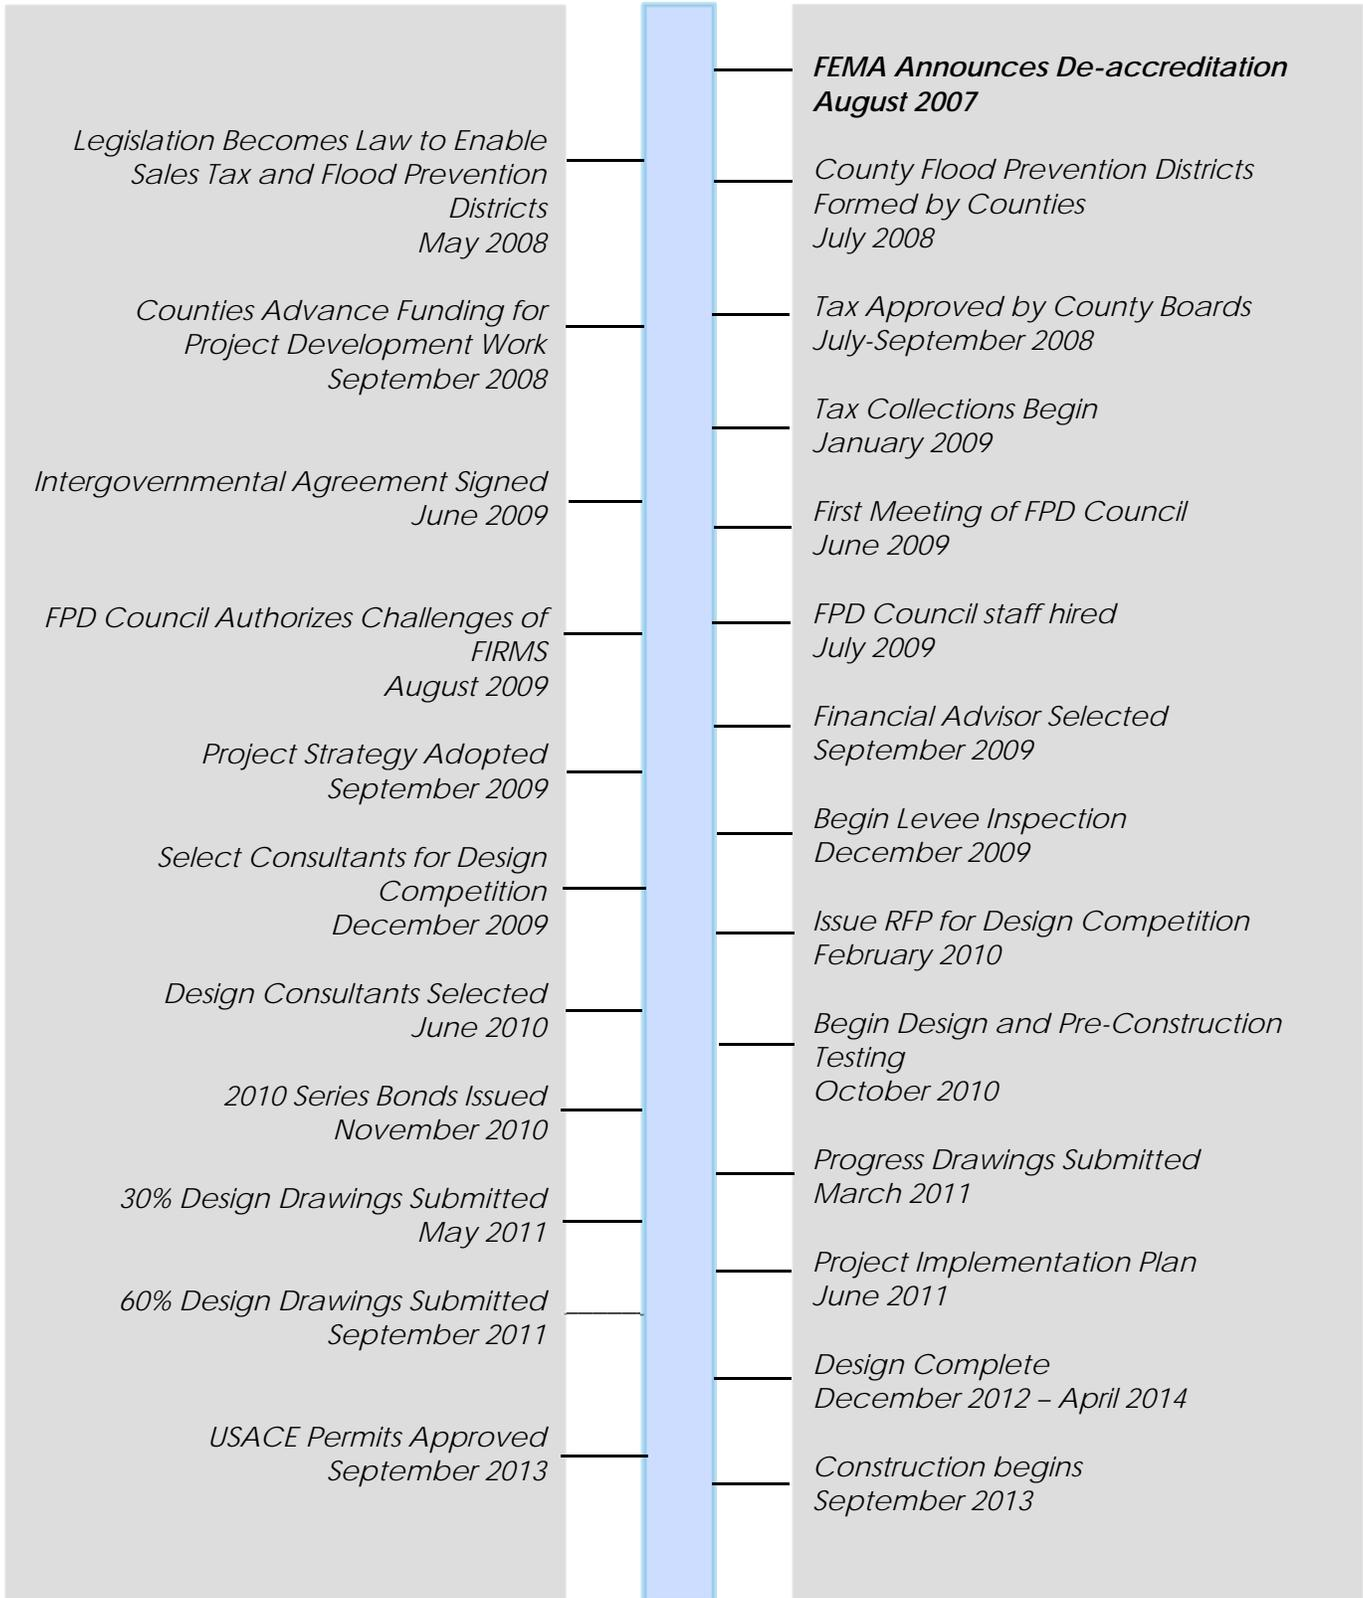 FEMA Announces De-accreditation
August 2007
Legislation Becomes Law to Enable
Sales Tax and Flood Prevention
Districts
May 2008
County Flood Prevention Districts
Formed by Counties
July 2008
Counties Advance Funding for
Project Development Work
September 2008
Tax Approved by County Boards
July-September 2008
Tax Collections Begin
January 2009
Intergovernmental Agreement Signed
June 2009
First Meeting of FPD Council
June 2009
FPD Council Authorizes Challenges of
FIRMS
August 2009
FPD Council staff hired
July 2009
Financial Advisor Selected
September 2009
Project Strategy Adopted
September 2009
Begin Levee Inspection
December 2009
Select Consultants for Design
Competition
December 2009
Issue RFP for Design Competition
February 2010
Design Consultants Selected
June 2010
Begin Design and Pre-Construction
Testing
October 2010
2010 Series Bonds Issued
November 2010
Progress Drawings Submitted
March 2011
30% Design Drawings Submitted
May 2011
Project Implementation Plan
June 2011
60% Design Drawings Submitted
September 2011
Design Complete
December 2012 – April 2014
USACE Permits Approved
September 2013
Construction begins
September 2013